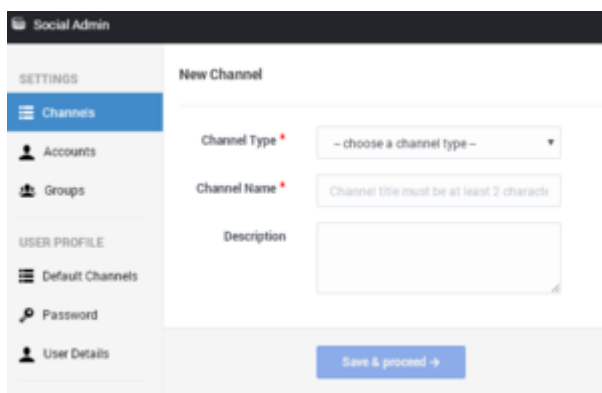 Social Admin
SETTINGS
Channels
Accounts
Groups
USER PROFILE
Default Channels
Password
User Details
New Channel
Channel Type *
– choose a channel type –
Channel Name *
Channel title must be at least 2 characte
Description
Save & proceed →